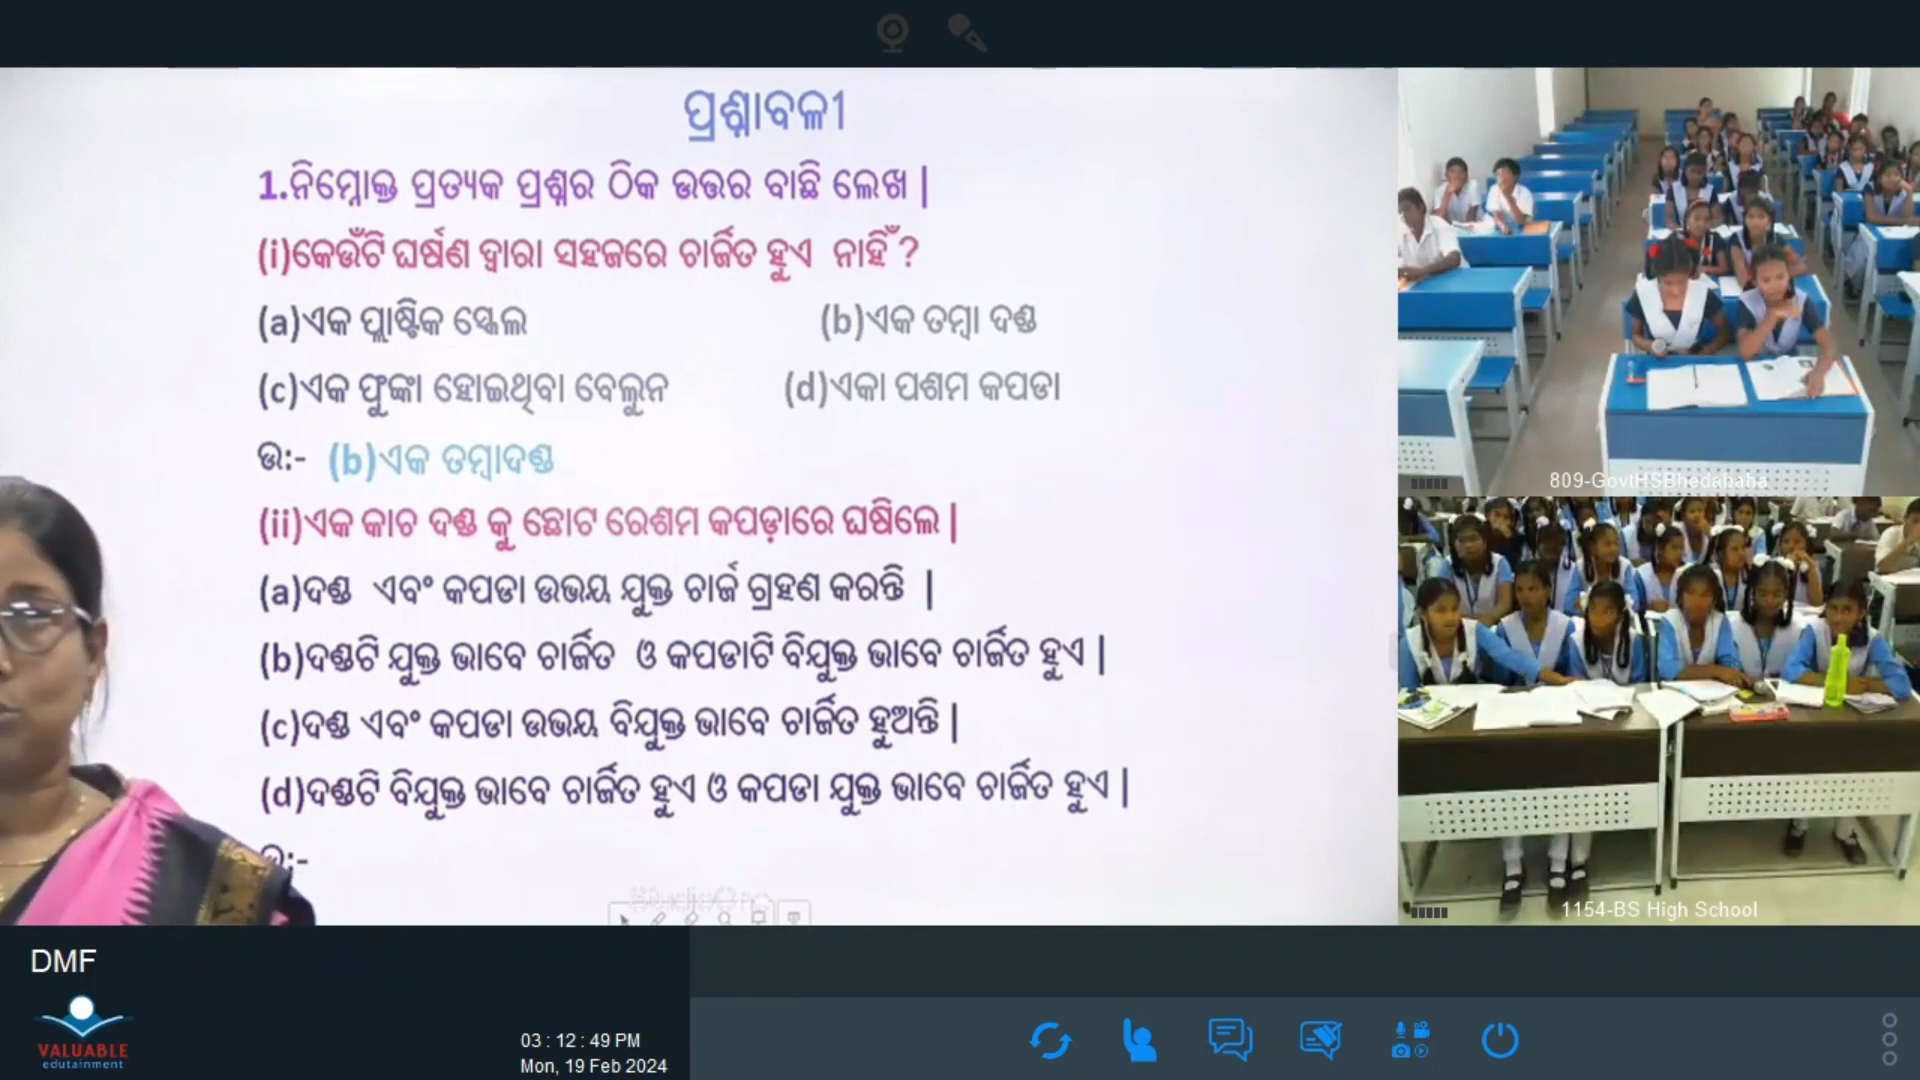 ପ୍ରଶ୍ନାବଳୀ
1.ନିମ୍ନୋକ୍ତ ପ୍ରତ୍ୟକ ପ୍ରଶ୍ନର ଠିକ ଉତ୍ତର ବାଛି ଲେଖ |
(i)କେଉଁଟି ଘର୍ଷଣ ଦ୍ୱାରା ସହଜରେ ଚାର୍ଜିତ ହୁଏ ନାହିଁ ?
(a)ଏକ ପ୍ଲାଷ୍ଟିକ ସ୍କେଲ (b)ଏକ ତମ୍ବା ଦଣ୍ଡ
(c)ଏକ ଫୁଙ୍କା ହୋଇଥିବା ବେଲୁନ (d)ଏକା ପଶମ କପଡା
ଉ:- (b)ଏକ ତମ୍ବାଦଣ୍ଡ
(ii)ଏକ କାଚ ଦଣ୍ଡ କୁ ଛୋଟ ରେଶମ କପଡ଼ାରେ ଘଷିଲେ |
(a)ଦଣ୍ଡ ଏବଂ କପଡା ଉଭୟ ଯୁକ୍ତ ଚାର୍ଜ ଗ୍ରହଣ କରନ୍ତି |
(b)ଦଣ୍ଡଟି ଯୁକ୍ତ ଭାବେ ଚାର୍ଜିତ ଓ କପଡାଟି ବିଯୁକ୍ତ ଭାବେ ଚାର୍ଜିତ ହୁଏ |
(c)ଦଣ୍ଡ ଏବଂ କପଡା ଉଭୟ ବିଯୁକ୍ତ ଭାବେ ଚାର୍ଜିତ ହୁଅନ୍ତି |
(d)ଦଣ୍ଡଟି ବିଯୁକ୍ତ ଭାବେ ଚାର୍ଜିତ ହୁଏ ଓ କପଡା ଯୁକ୍ତ ଭାବେ ଚାର୍ଜିତ ହୁଏ |
ଉ:-
809-GovtHSBhedabaha
1154-BS High School
DMF
VALUABLE
edutainment
03 : 12 : 49 PM
Mon, 19 Feb 2024